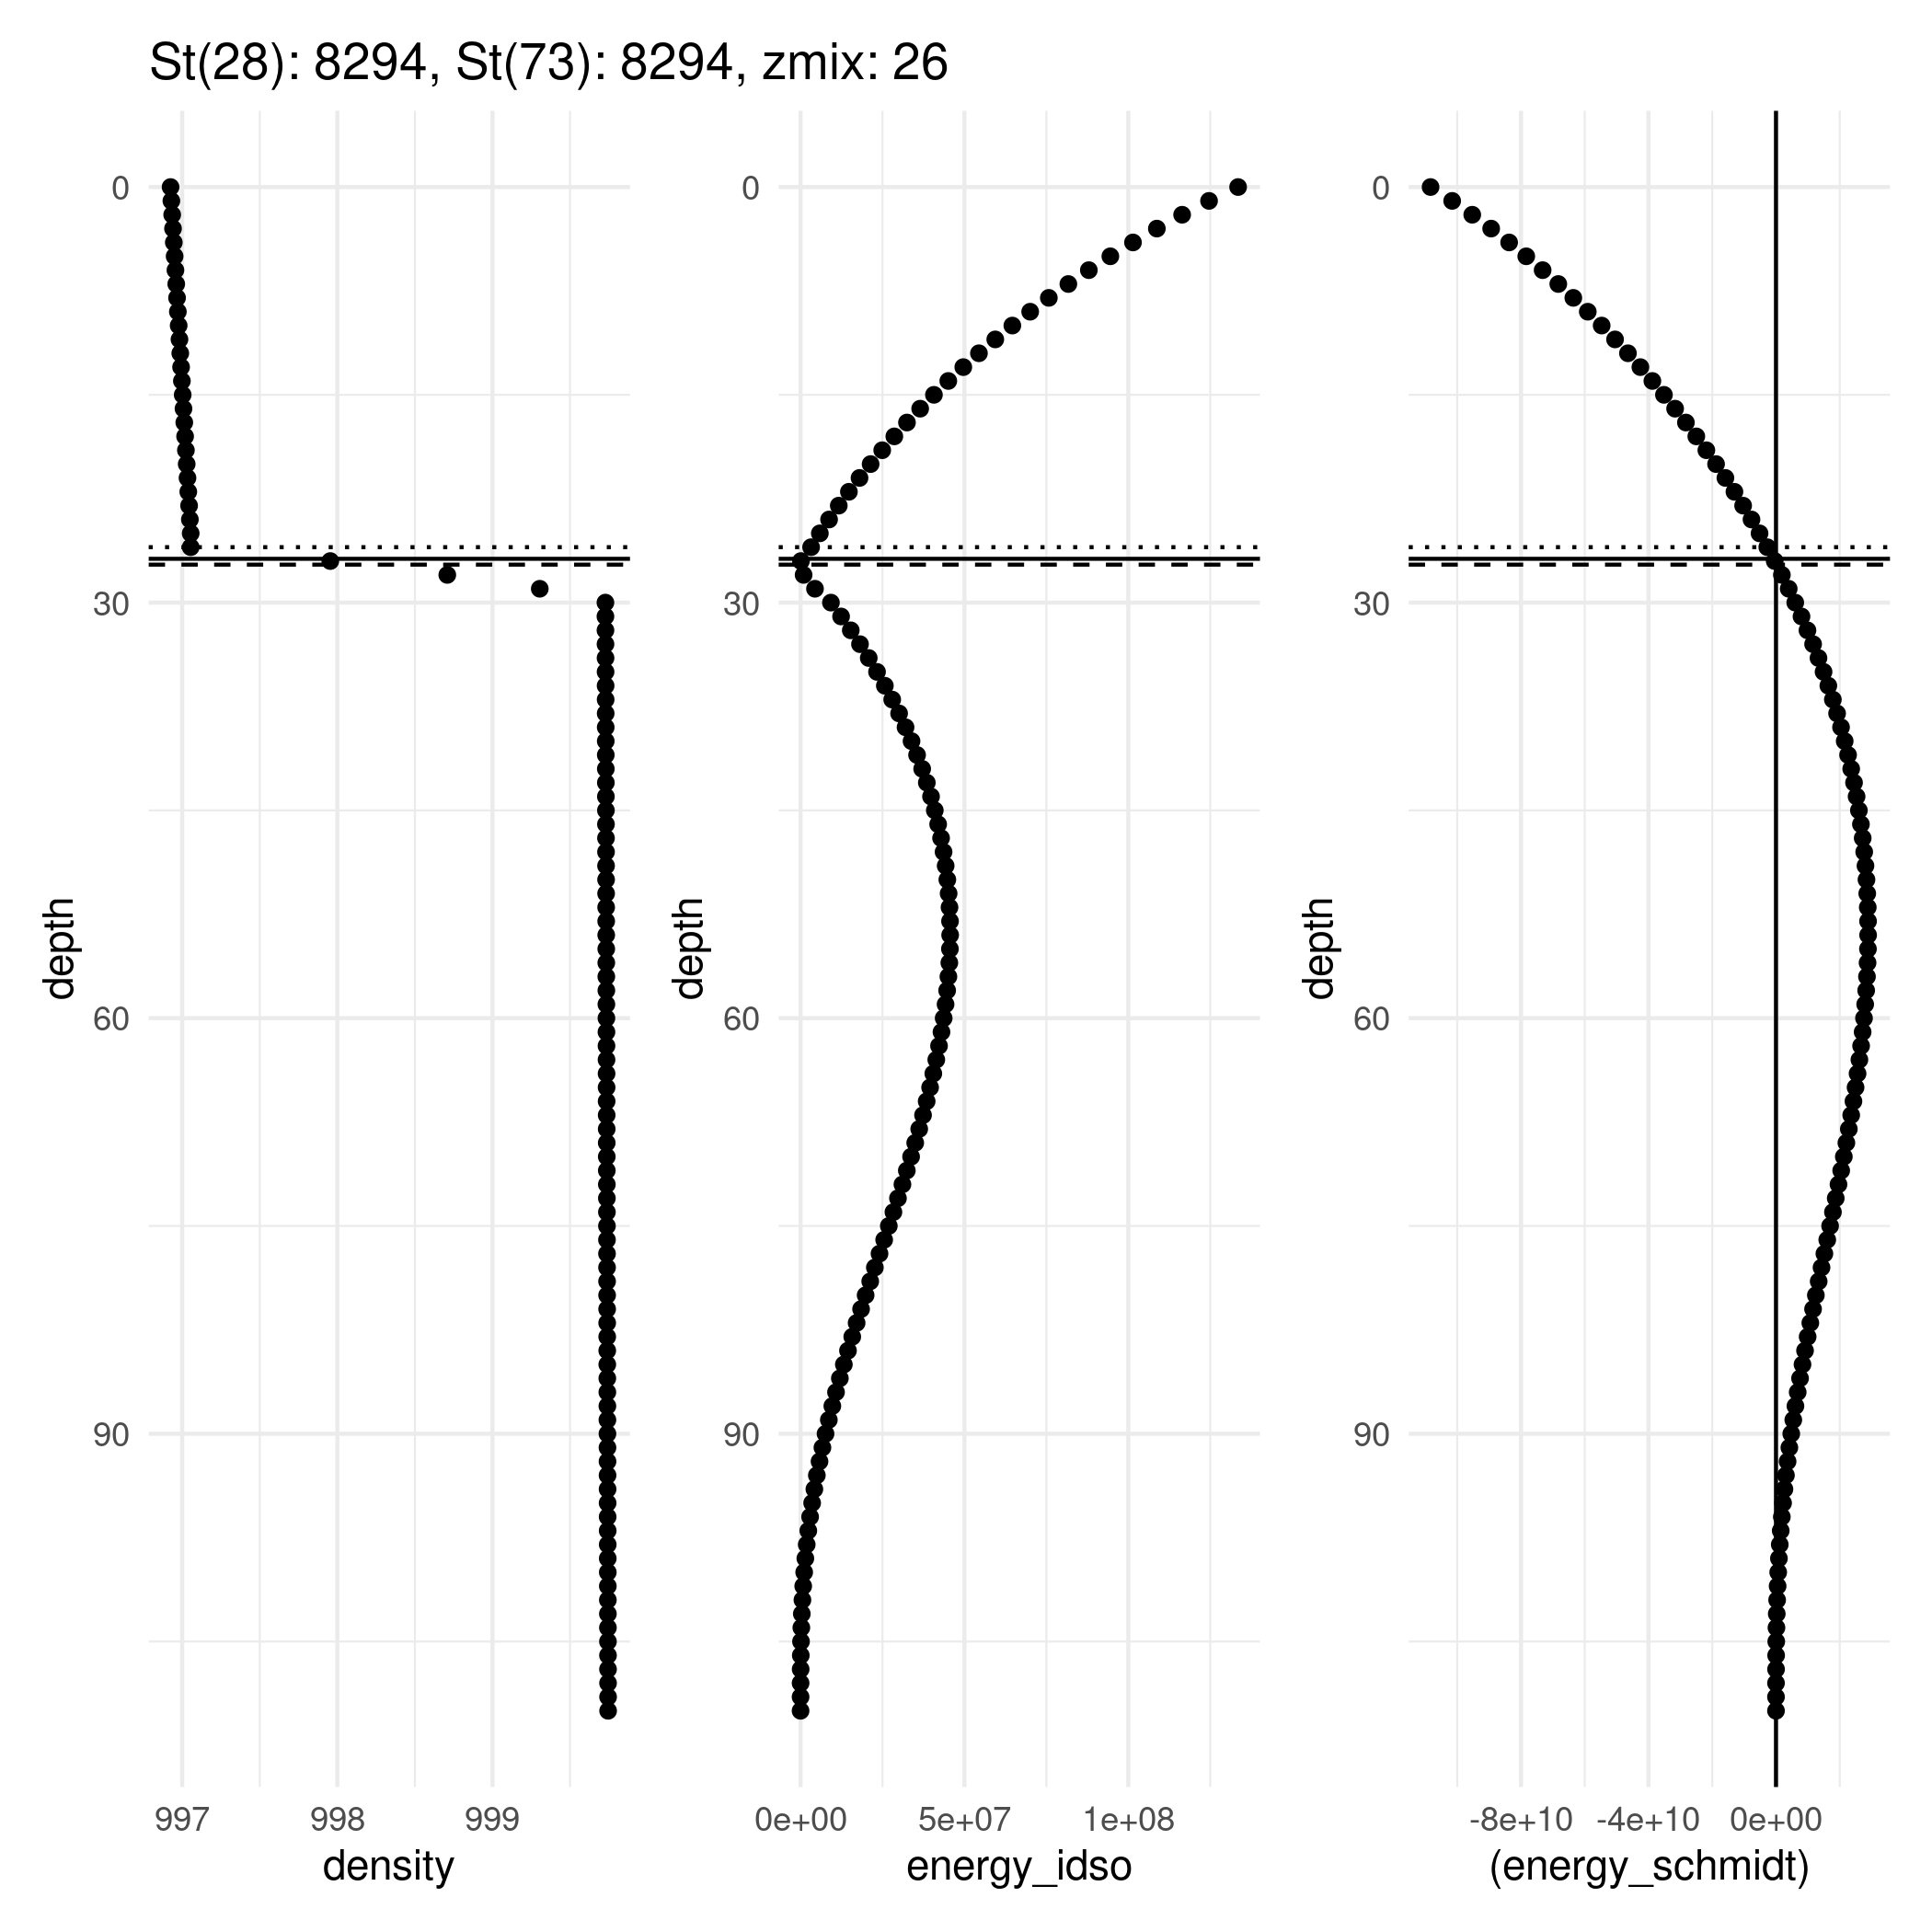 St(28): 8294, St(73): 8294, zmix: 26
0
30
60
90
depth
997 998 999
density
0
30
60
90
depth
0e+00 5e+07 1e+08
energy_idso
0
30
60
90
depth
-8e+10 -4e+10 0e+00
(energy_schmidt)